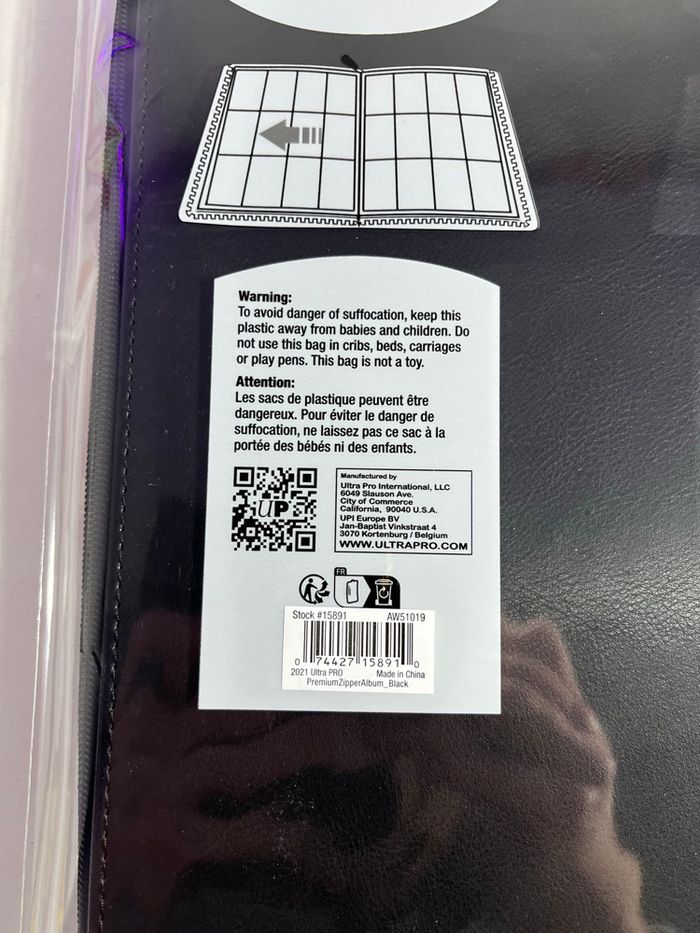 Warning:
To avoid danger of suffocation, keep this
plastic away from babies and children. Do
not use this bag in cribs, beds, carriages
or play pens. This bag is not a toy.
Attention:
Les sacs de plastique peuvent être
dangereux. Pour éviter le danger de
suffocation, ne laissez pas ce sac à la
portée des bébés ni des enfants.
UP
Manufactured by
Ultra Pro International, LLC
6049 Slauson Ave.
City of Commerce
California, 90040 U.S.A.
UPI Europe BV
Jan-Baptist Vinkstraat 4
3070 Kortenburg / Belgium
WWW.ULTRAPRO.COM
FR
Stock #15891 AW51019
0 74427 15891 0
2021 Ultra PRO Made in China
PremiumZipperAlbum_Black